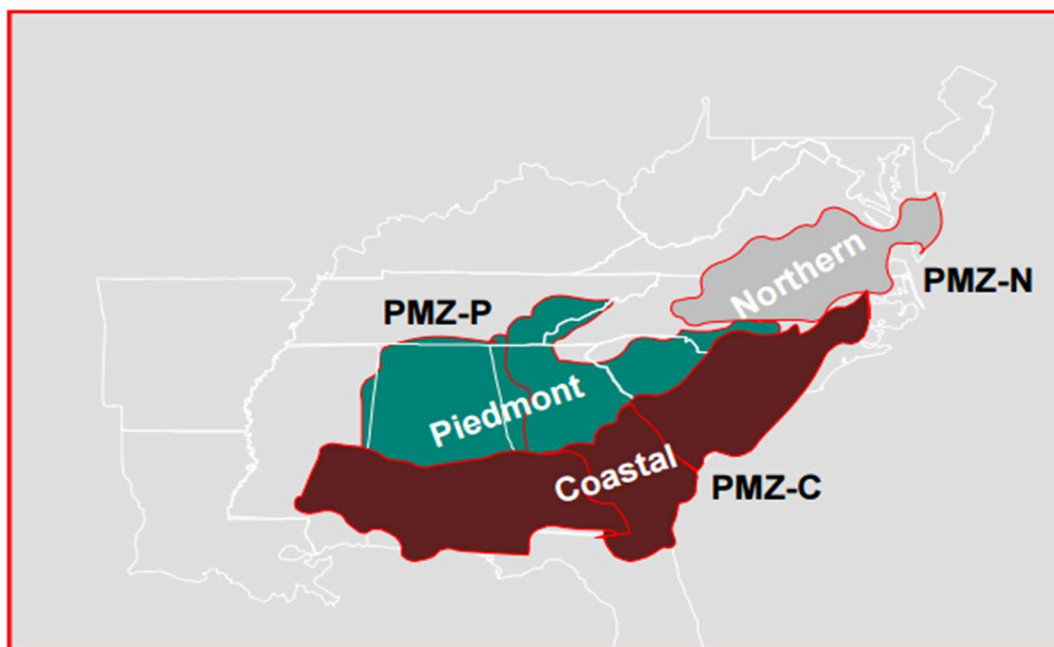 Northern
PMZ-N
PMZ-P
Piedmont
Coastal
PMZ-C